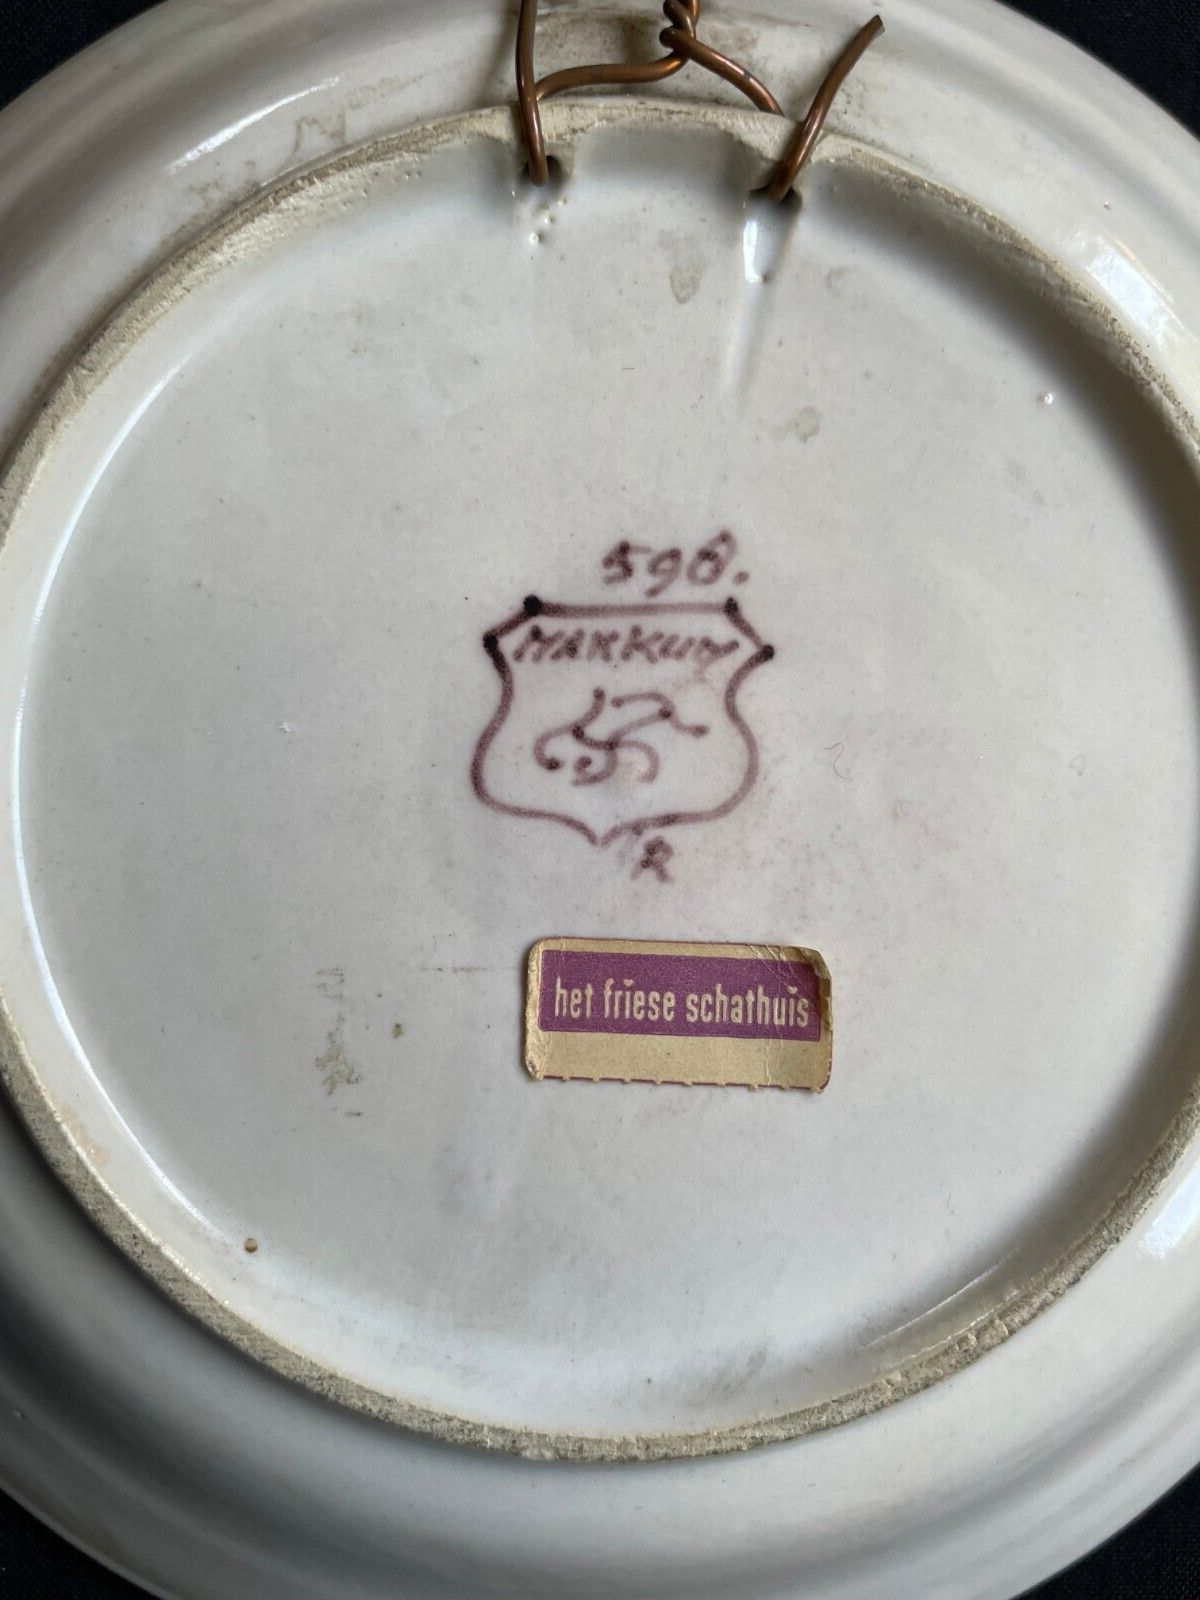 598.
MAKKUM
R
het friese schathuis